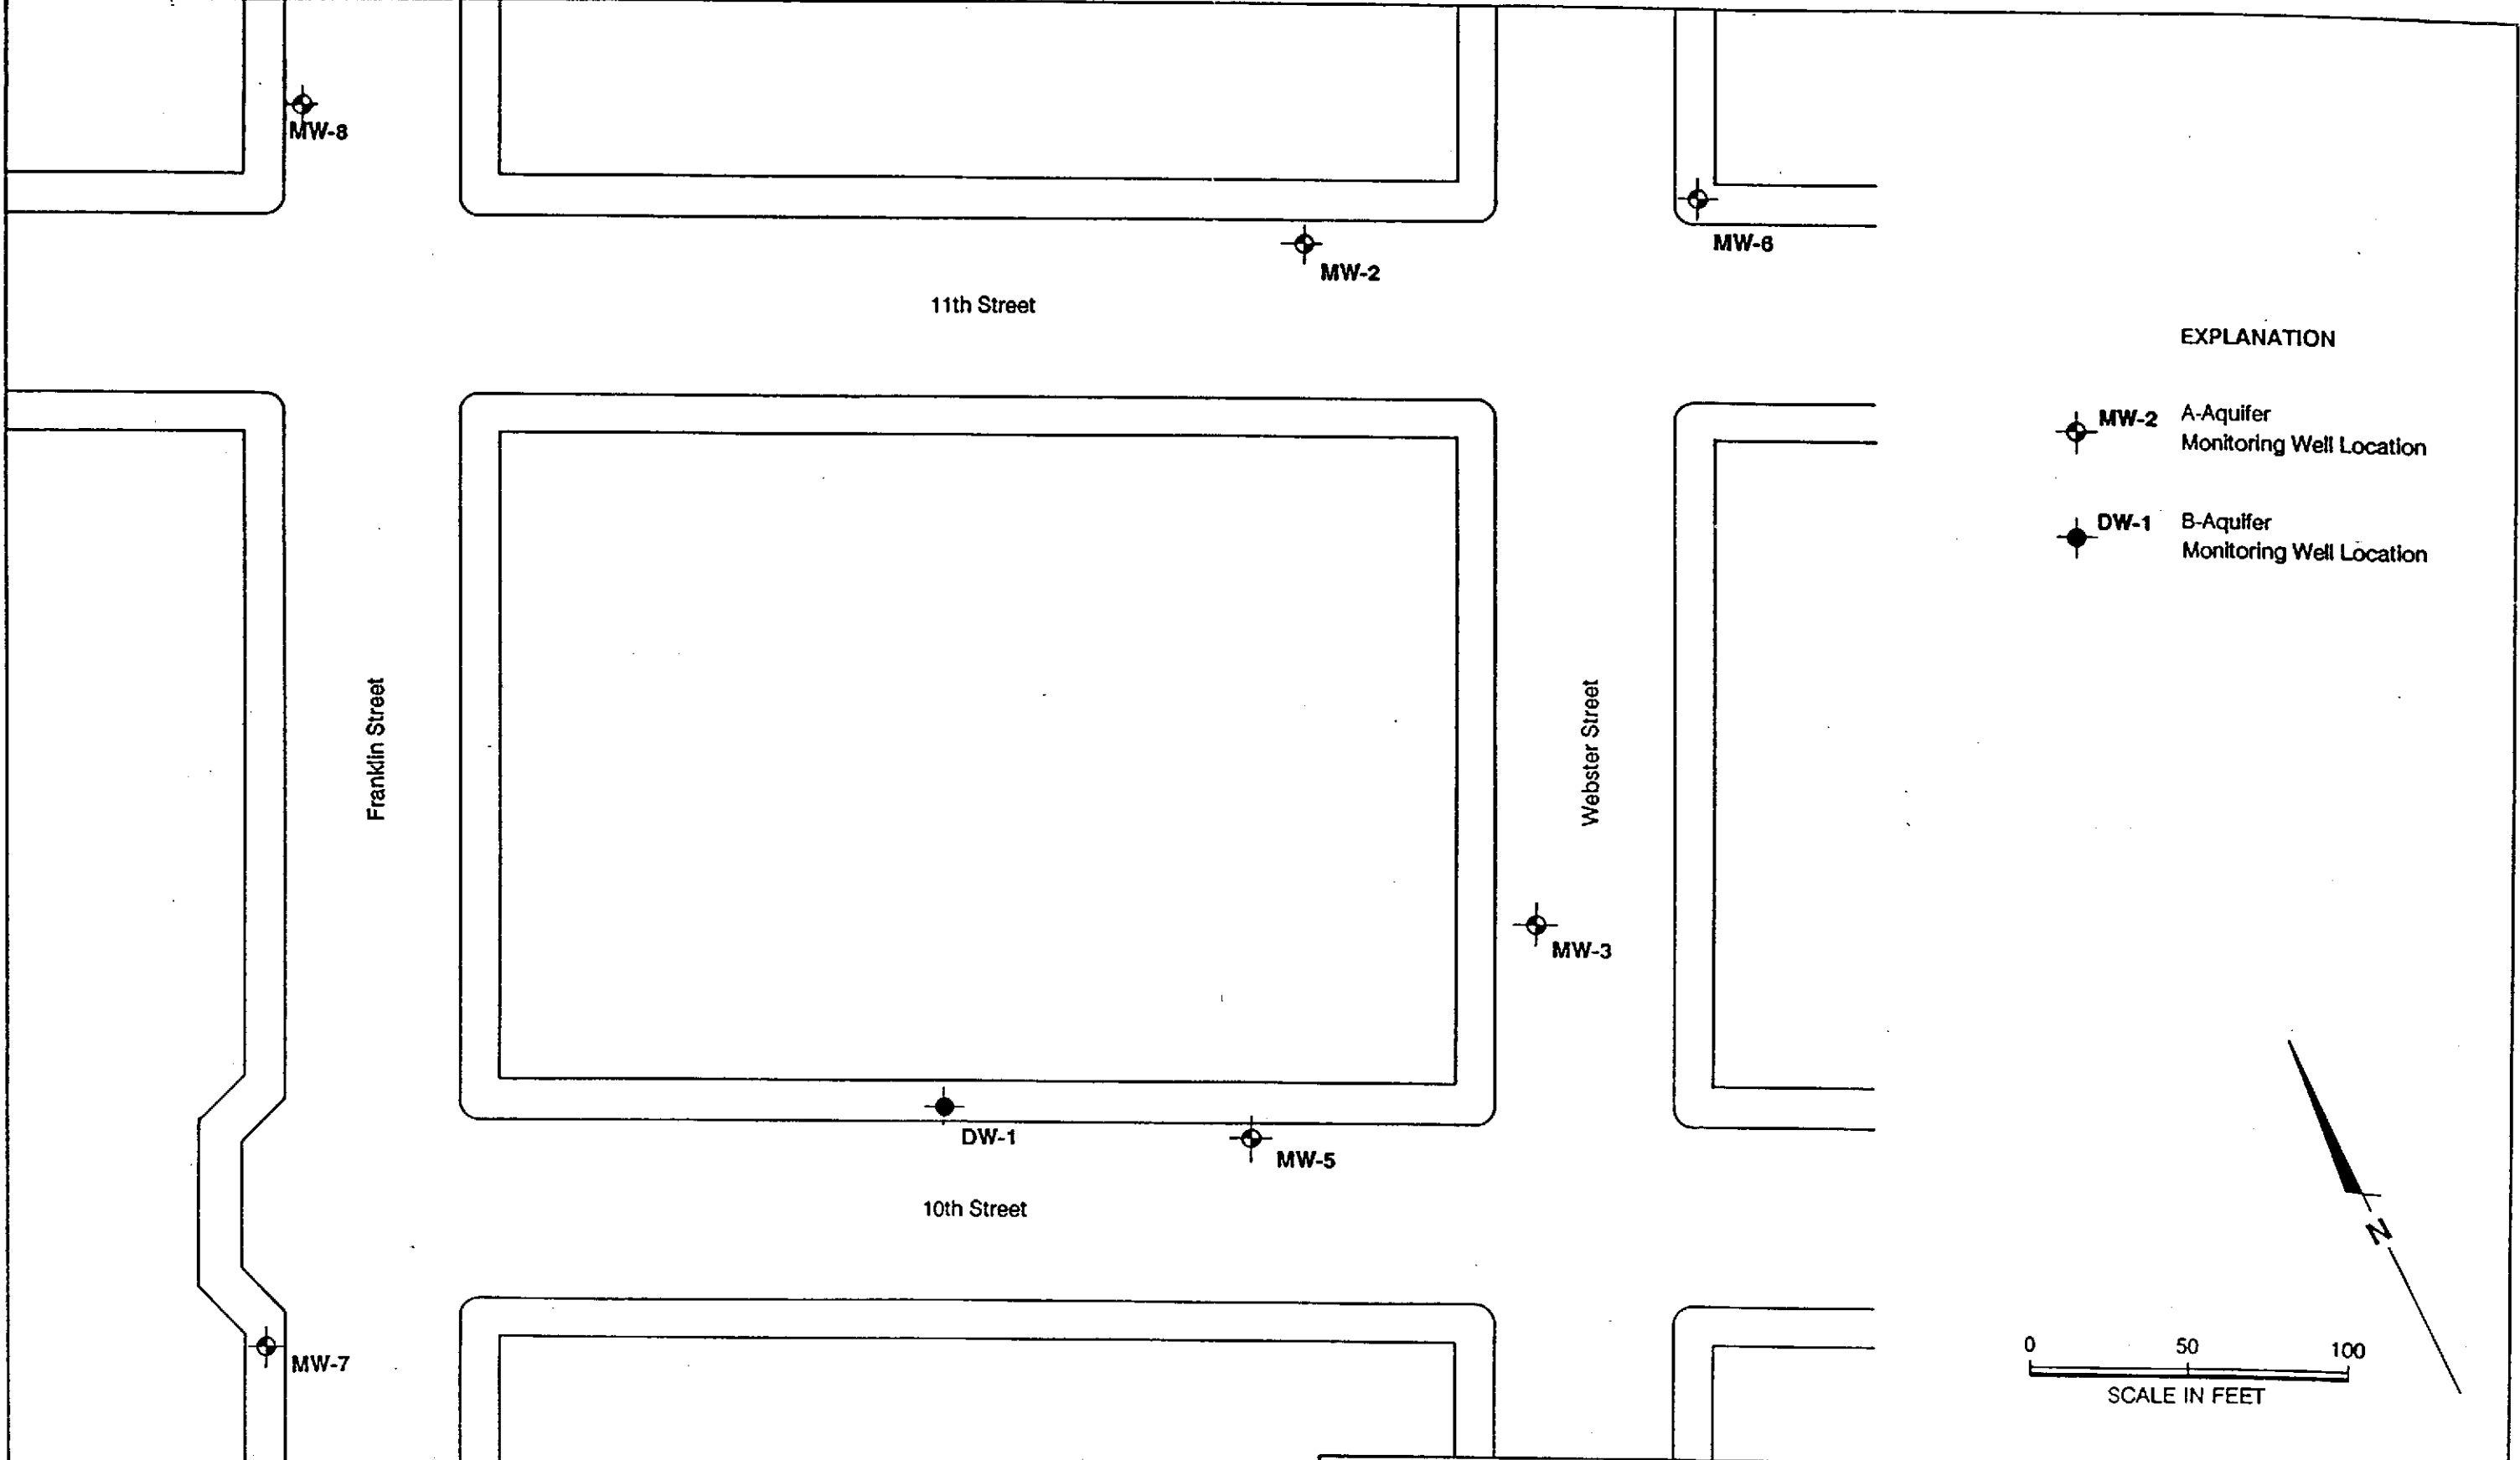 MW-8
MW-6
MW-2
11th Street
EXPLANATION
MW-2 A-Aquifer
Monitoring Well Location
DW-1 B-Aquifer
Monitoring Well Location
Franklin Street
Webster Street
MW-3
DW-1
MW-5
10th Street
N
MW-7
0 50 100
SCALE IN FEET